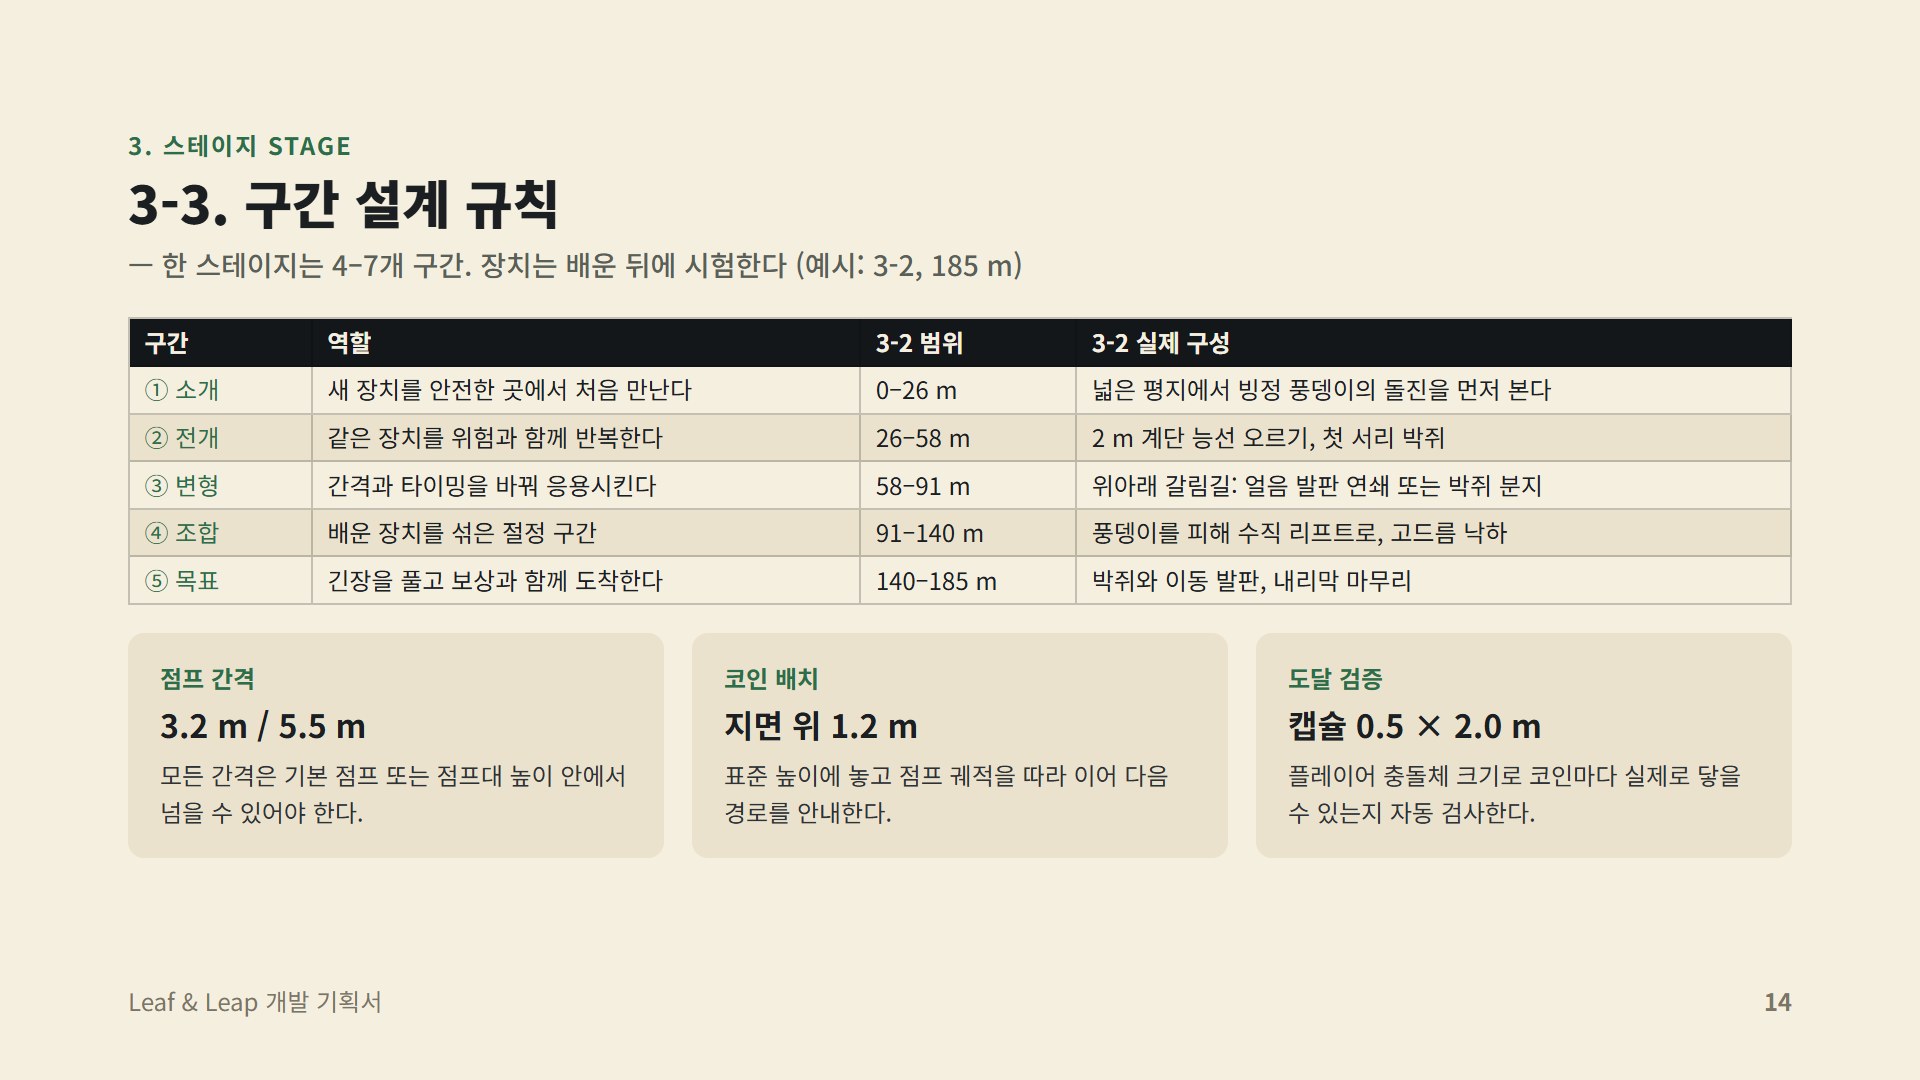 3. 스테이지 STAGE
3-3. 구간 설계 규칙
— 한 스테이지는 4–7개 구간. 장치는 배운 뒤에 시험한다 (예시: 3-2, 185 m)
구간 역할 3-2 범위 3-2 실제 구성
① 소개 새 장치를 안전한 곳에서 처음 만난다 0–26 m 넓은 평지에서 빙정 풍뎅이의 돌진을 먼저 본다
② 전개 같은 장치를 위험과 함께 반복한다 26–58 m 2 m 계단 능선 오르기, 첫 서리 박쥐
③ 변형 간격과 타이밍을 바꿔 응용시킨다 58–91 m 위아래 갈림길: 얼음 발판 연쇄 또는 박쥐 분지
④ 조합 배운 장치를 섞은 절정 구간 91–140 m 풍뎅이를 피해 수직 리프트로, 고드름 낙하
⑤ 목표 긴장을 풀고 보상과 함께 도착한다 140–185 m 박쥐와 이동 발판, 내리막 마무리
점프 간격
3.2 m / 5.5 m
모든 간격은 기본 점프 또는 점프대 높이 안에서
넘을 수 있어야 한다.
코인 배치
지면 위 1.2 m
표준 높이에 놓고 점프 궤적을 따라 이어 다음
경로를 안내한다.
도달 검증
캡슐 0.5 × 2.0 m
플레이어 충돌체 크기로 코인마다 실제로 닿을
수 있는지 자동 검사한다.
Leaf & Leap 개발 기획서
14